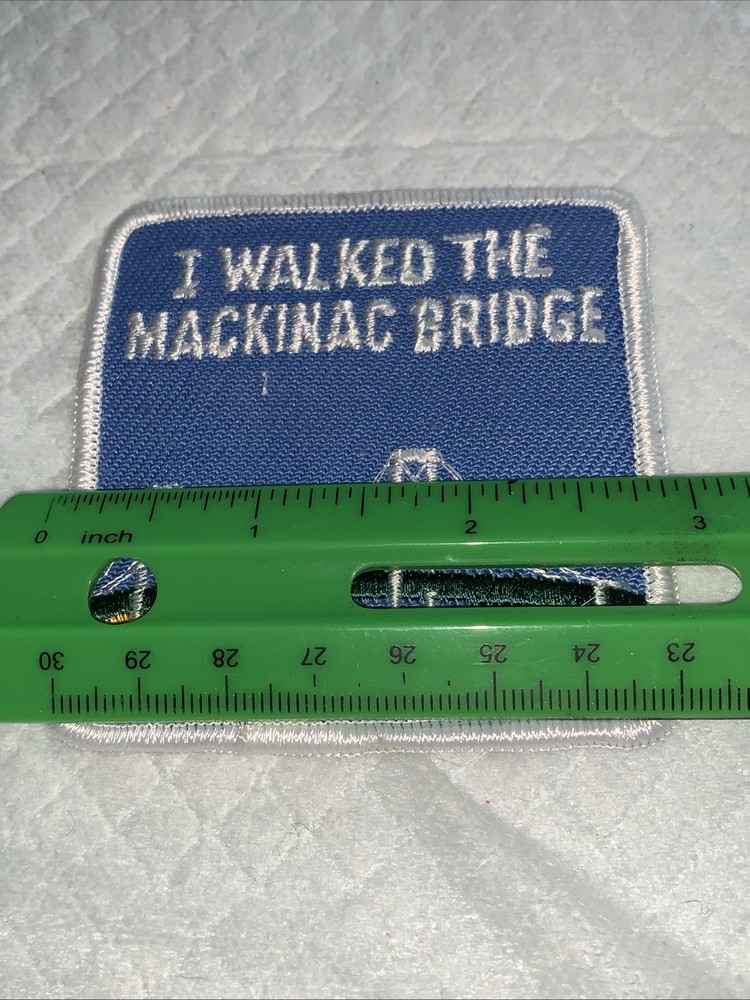 I WALKED THE
MACKINAC BRIDGE
0 inch 1 2 3
30 29 28 27 26 25 24 23